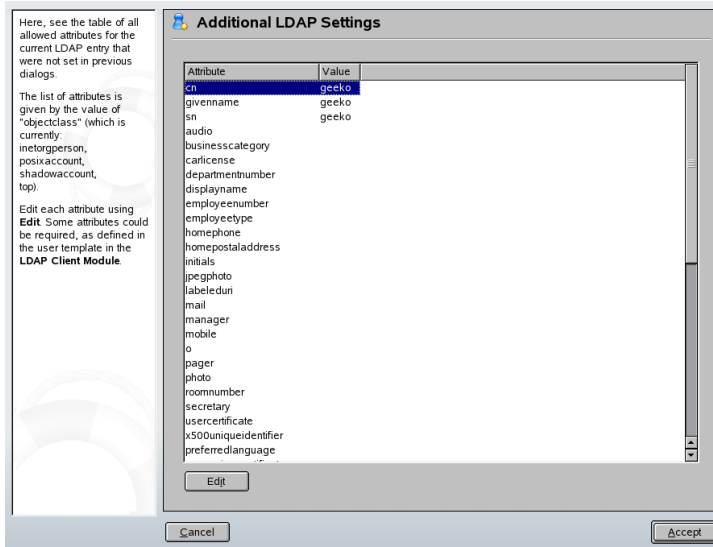 Here, see the table of all
allowed attributes for the
current LDAP entry that
were not set in previous
dialogs.
The list of attributes is
given by the value of
"objectclass" (which is
currently:
inetorgperson,
posixaccount,
shadowaccount,
top).
Edit each attribute using
Edit. Some attributes could
be required, as defined in
the user template in the
LDAP Client Module.
Additional LDAP Settings
Attribute Value
cn geeko
givenname geeko
sn geeko
audio
businesscategory
carlicense
departmentnumber
displayname
employeenumber
employeetype
homephone
homepostaladdress
initials
jpegphoto
labeleduri
mail
manager
mobile
o
pager
photo
roomnumber
secretary
usercertificate
x500uniqueidentifier
preferredlanguage
Edit
Cancel
Accept